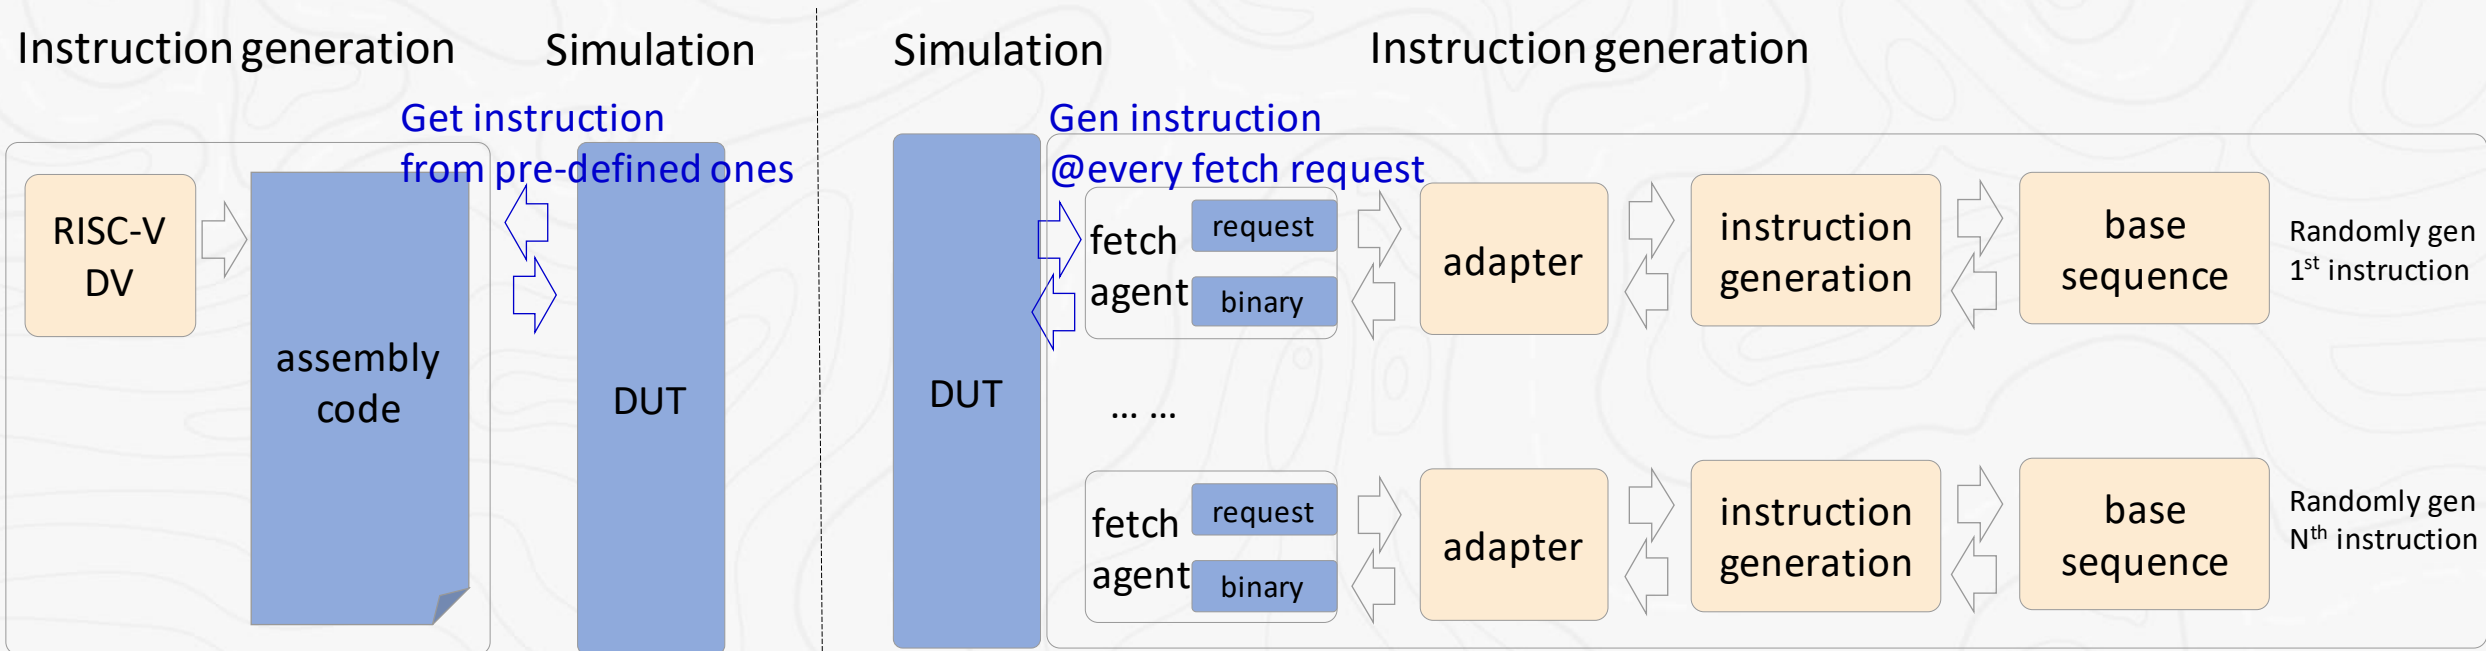 Instruction generation
Simulation
Get instruction
from pre-defined ones
RISC-V
DV
assembly
code
DUT
Simulation
Instruction generation
Gen instruction
@every fetch request
DUT
fetch
agent
request
binary
adapter
instruction
generation
base
sequence
Randomly gen
1st instruction
... ...
fetch
agent
request
binary
adapter
instruction
generation
base
sequence
Randomly gen
Nth instruction